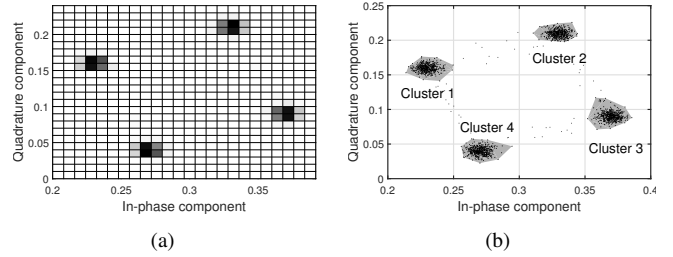 Quadrature component
0.2
0.15
0.1
0.05
0
0.2
0.25
0.3
0.35
In-phase component
(a)
Quadrature component
0.25
0.2
0.15
0.1
0.05
0
Cluster 2
Cluster 1
Cluster 4
Cluster 3
0.2
0.25
0.3
0.35
0.4
In-phase component
(b)